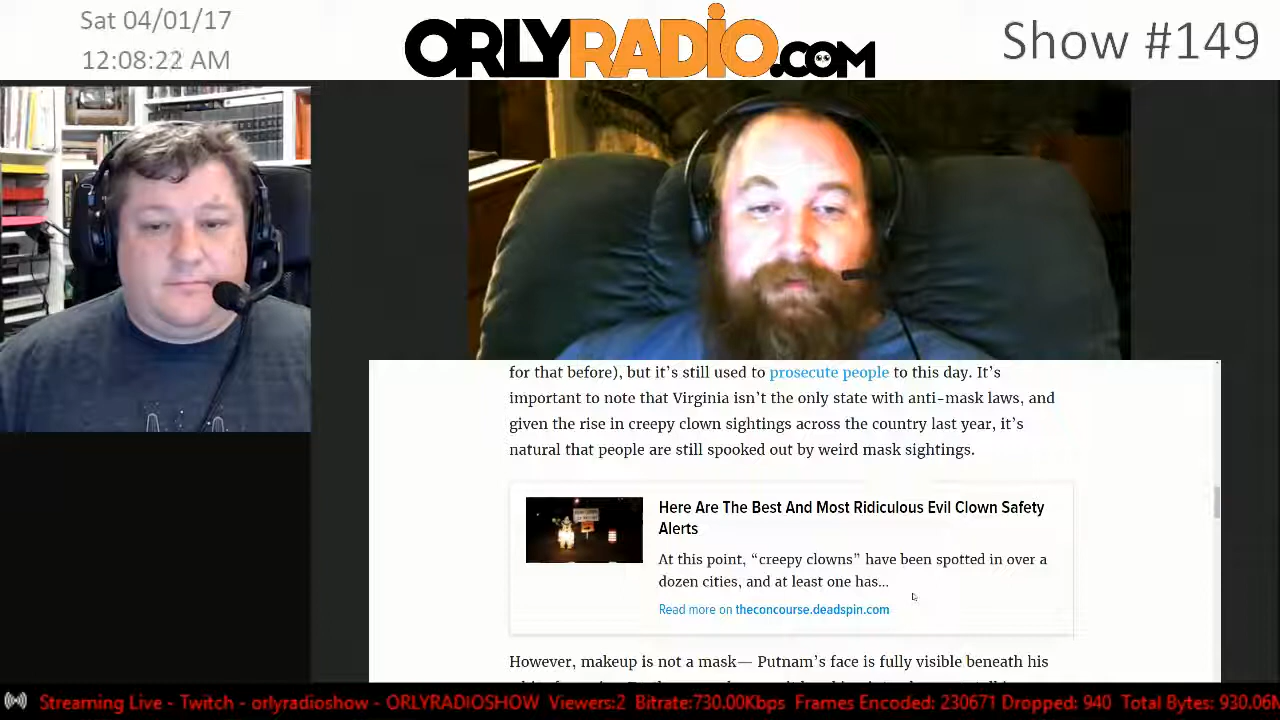 Sat 04/01/17
12:08:22 AM
ORLYRADIO.COM
Show #149
for that before), but it’s still used to prosecute people to this day. It’s
important to note that Virginia isn’t the only state with anti-mask laws, and
given the rise in creepy clown sightings across the country last year, it’s
natural that people are still spooked out by weird mask sightings.
Here Are The Best And Most Ridiculous Evil Clown Safety
Alerts
At this point, “creepy clowns” have been spotted in over a
dozen cities, and at least one has...
Read more on theconcourse.deadspin.com
However, makeup is not a mask— Putnam’s face is fully visible beneath his
Streaming Live - Twitch - orlyradioshow - ORLYRADIOSHOW Viewers:2 Bitrate:730.00Kbps Frames Encoded: 230671 Dropped: 940 Total Bytes: 930.06M